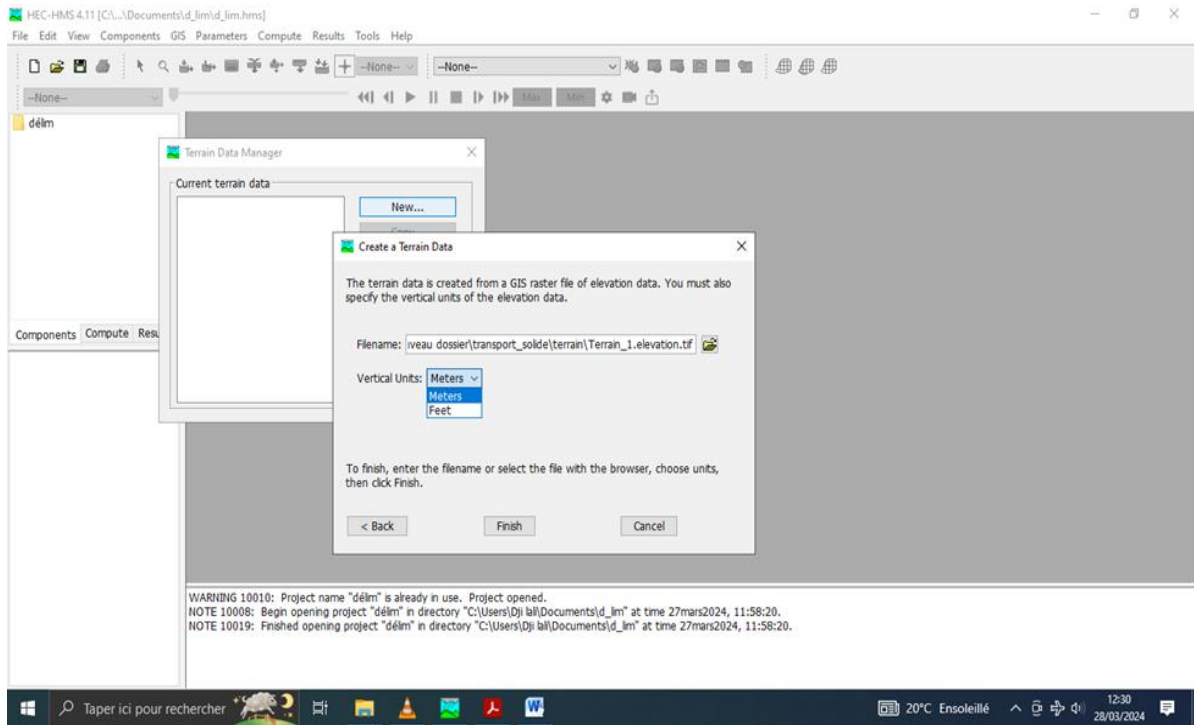 HEC-HMS 4.11 [C:\...\Documents\d_lim\d_lim.hms]
File Edit View Components GIS Parameters Compute Results Tools Help
--None-- --None--
--None-- Max Min
délim
Terrain Data Manager
Current terrain data
New...
Create a Terrain Data
The terrain data is created from a GIS raster file of elevation data. You must also
specify the vertical units of the elevation data.
Filename: iveau dossier\transport_solide\terrain\Terrain_1.elevation.tif
Vertical Units: Meters
Meters
Feet
Components Compute Resu
To finish, enter the filename or select the file with the browser, choose units,
then click Finish.
< Back Finish Cancel
WARNING 10010: Project name "délim" is already in use. Project opened.
NOTE 10008: Begin opening project "délim" in directory "C:\Users\Dji lali\Documents\d_lim" at time 27mars2024, 11:58:20.
NOTE 10019: Finished opening project "délim" in directory "C:\Users\Dji lali\Documents\d_lim" at time 27mars2024, 11:58:20.
Taper ici pour rechercher 20°C Ensoleillé 12:30
28/03/2024